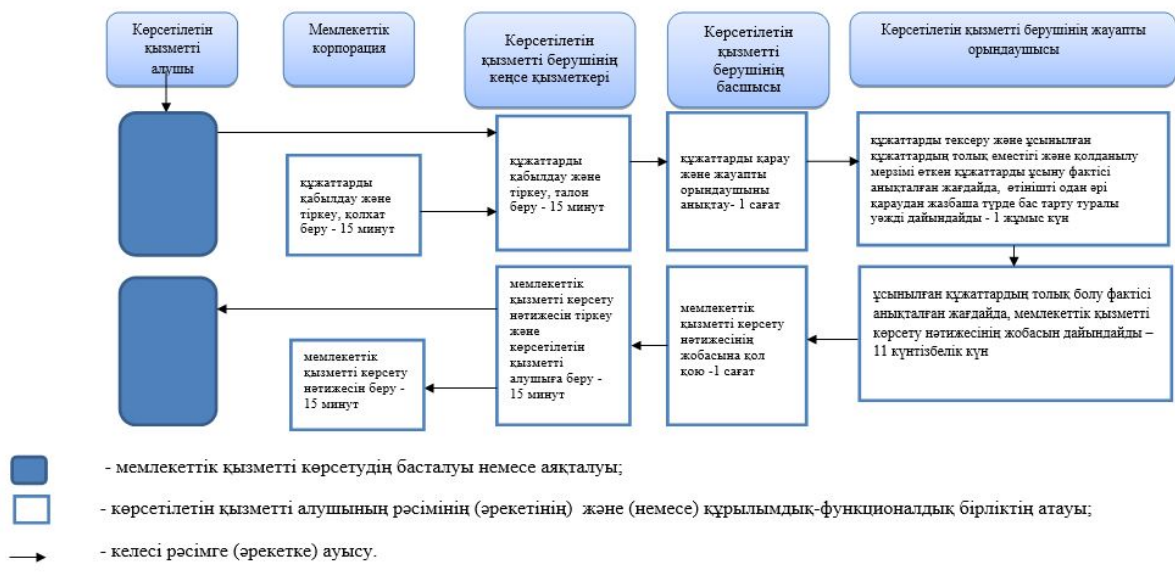 Көрсетілетін
қызметті
алушы
Мемлекеттік
корпорация
Көрсетілетін
қызметті берушінің
кеңсе қызметкері
Көрсетілетін
қызметті
берушінің
басшысы
Көрсетілетін қызметті берушінің жауапты
орындаушысы
құжаттарды
қабылдау және
тіркеу, қолхат
беру - 15 минут
құжаттарды
қабылдау және
тіркеу, талон
беру - 15 минут
құжаттарды қарау
және жауапты
орындаушыны
анықтау- 1 сағат
құжаттарды тексеру және ұсынылған
құжаттардың толық еместігі және қолданылу
мерзімі өткен құжаттарды ұсыну фактісі
анықталған жағдайда, өтінішті одан әрі
қараудан жазбаша түрде бас тарту туралы
уәжді дайындайды - 1 жұмыс күн
мемлекеттік
қызметті көрсету
нәтижесін беру -
15 минут
мемлекеттік
қызметті көрсету
нәтижесін тіркеу
және
көрсетілетін
қызметті
алушыға беру -
15 минут
мемлекеттік
қызметті көрсету
нәтижесінің
жобасына қол
қою -1 сағат
ұсынылған құжаттардың толық болу фактісі
анықталған жағдайда, мемлекеттік қызметті
көрсету нәтижесінің жобасын дайындайды –
11 күнтізбелік күн
- мемлекеттік қызметті көрсетудің басталуы немесе аяқталуы;
- көрсетілетін қызметті алушының рәсімінің (әрекетінің) және (немесе) құрылымдық-функционалдық бірліктің атауы;
- келесі рәсімге (әрекетке) ауысу.